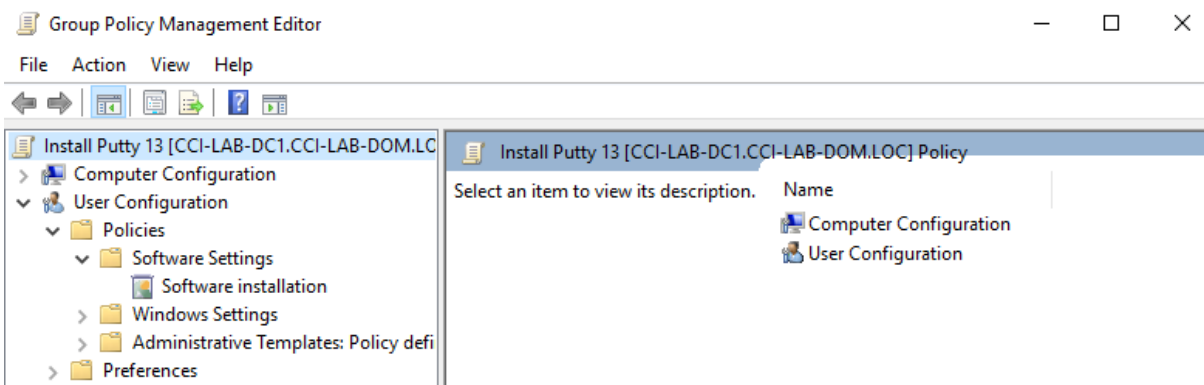 Group Policy Management Editor
File Action View Help
Install Putty 13 [CCI-LAB-DC1.CCI-LAB-DOM.LC
Computer Configuration
User Configuration
Policies
Software Settings
Software installation
Windows Settings
Administrative Templates: Policy defi
Preferences
Install Putty 13 [CCI-LAB-DC1.CCI-LAB-DOM.LOC] Policy
Select an item to view its description.
Name
Computer Configuration
User Configuration